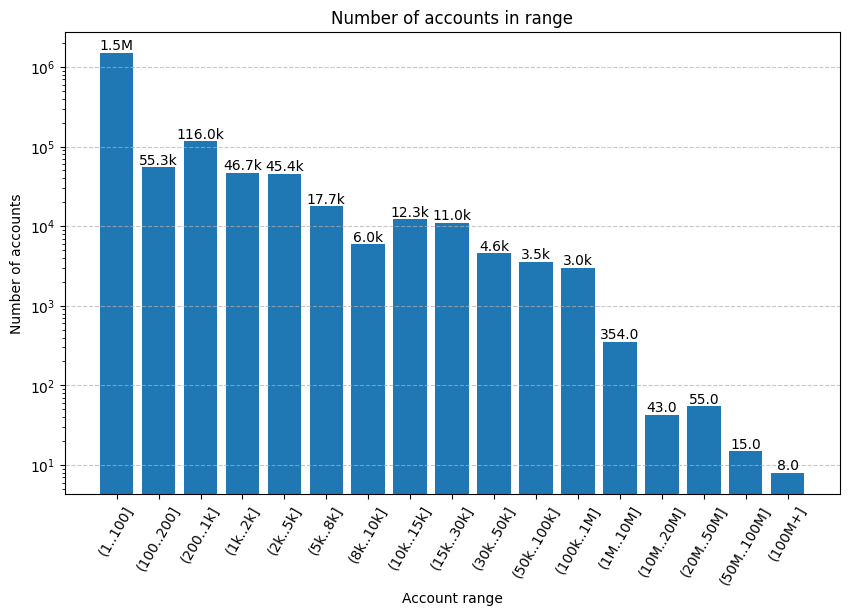 Number of accounts in range
Number of accounts
10^6
10^5
10^4
10^3
10^2
10^1
1.5M
55.3k
116.0k
46.7k
45.4k
17.7k
6.0k
12.3k
11.0k
4.6k
3.5k
3.0k
354.0
43.0
55.0
15.0
8.0
(1..100]
(100..200]
(200..1k]
(1k..2k]
(2k..5k]
(5k..8k]
(8k..10k]
(10k..15k]
(15k..30k]
(30k..50k]
(50k..100k]
(100k..1M]
(1M..10M]
(10M..20M]
(20M..50M]
(50M..100M]
(100M+]
Account range